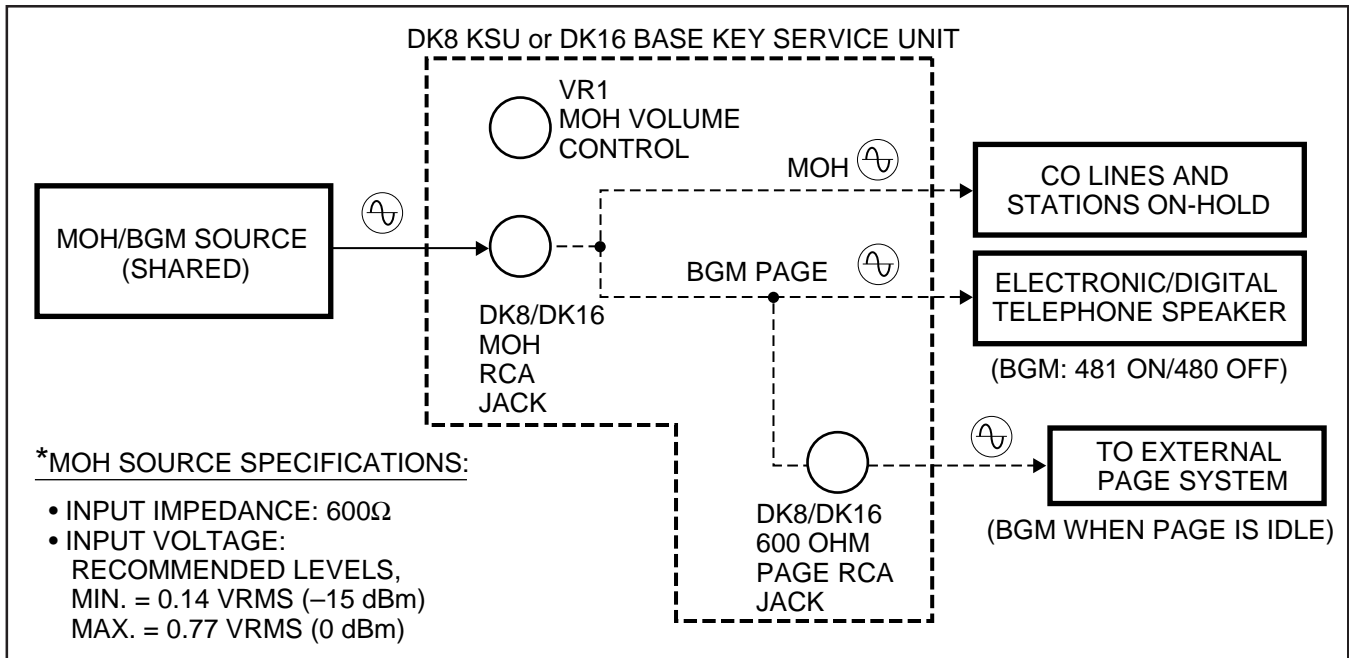 DK8 KSU or DK16 BASE KEY SERVICE UNIT
VR1
MOH VOLUME
CONTROL
MOH
CO LINES AND
STATIONS ON-HOLD
MOH/BGM SOURCE
(SHARED)
BGM PAGE
ELECTRONIC/DIGITAL
TELEPHONE SPEAKER
(BGM: 481 ON/480 OFF)
DK8/DK16
MOH
RCA
JACK
TO EXTERNAL
PAGE SYSTEM
(BGM WHEN PAGE IS IDLE)
DK8/DK16
600 OHM
PAGE RCA
JACK
*MOH SOURCE SPECIFICATIONS:
• INPUT IMPEDANCE: 600Ω
• INPUT VOLTAGE:
RECOMMENDED LEVELS,
MIN. = 0.14 VRMS (–15 dBm)
MAX. = 0.77 VRMS (0 dBm)